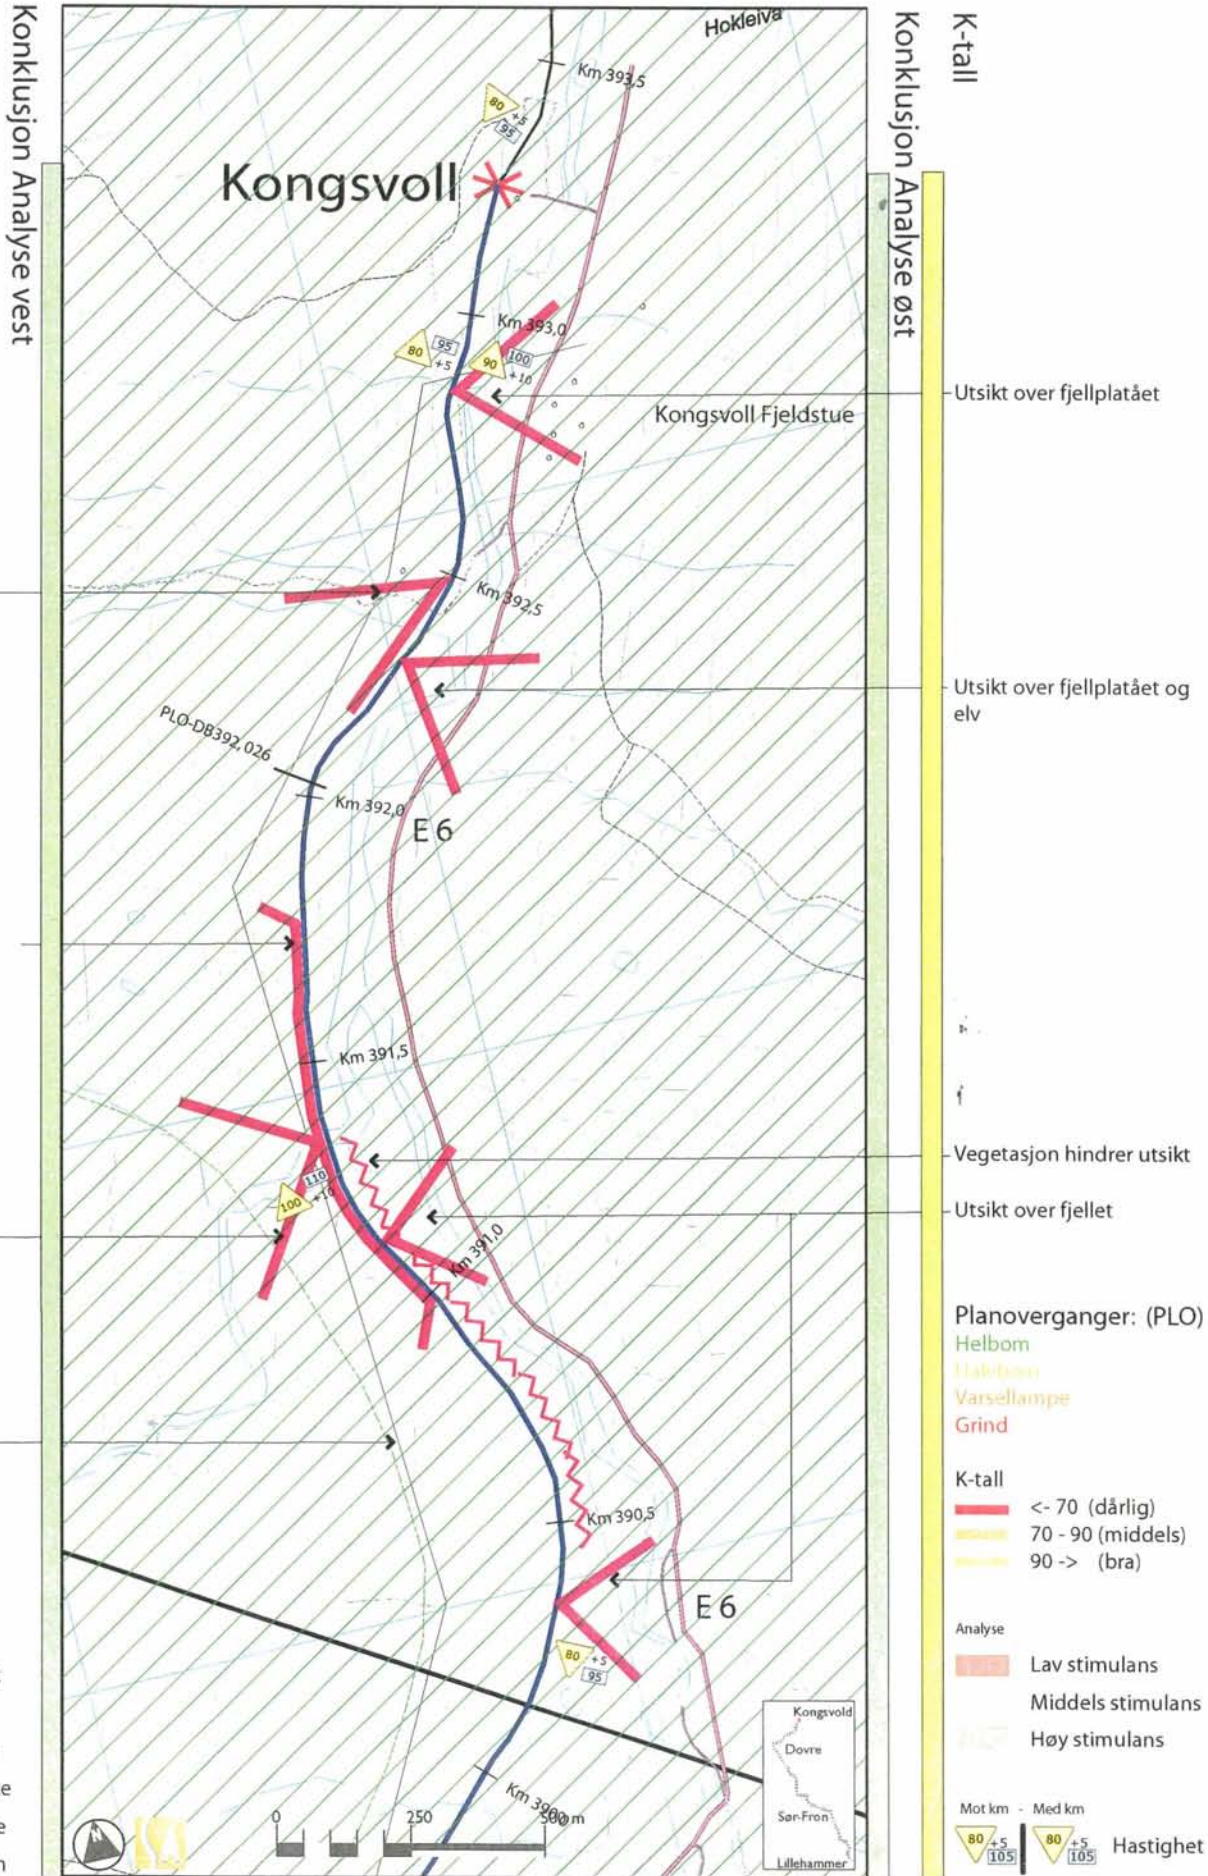 Konklusjon Analyse vest
Hokleiva
Km 393,5
80
+5
95
Kongsvoll
Km 393,0
80
95
+5
90
100
+10
Kongsvoll Fjeldstue
Km 392,5
PLO-DB392,026
Km 392,0
E 6
Km 391,5
100
110
+10
Km 391,0
Km 390,5
E 6
80
+5
95
0
250
500 m
N
Kongsvold
Dovre
Sør-Fron
Lillehammer
e
e
n
Konklusjon Analyse øst
K-tall
Utsikt over fjellplatået
Utsikt over fjellplatået og
elv
Vegetasjon hindrer utsikt
Utsikt over fjellet
Planoverganger: (PLO)
Helbom
Halvbom
Varsellampe
Grind
K-tall
<- 70 (dårlig)
70 - 90 (middels)
90 -> (bra)
Analyse
Lav stimulans
Middels stimulans
Høy stimulans
Mot km - Med km
80 +5 105 80 +5 105 Hastighet